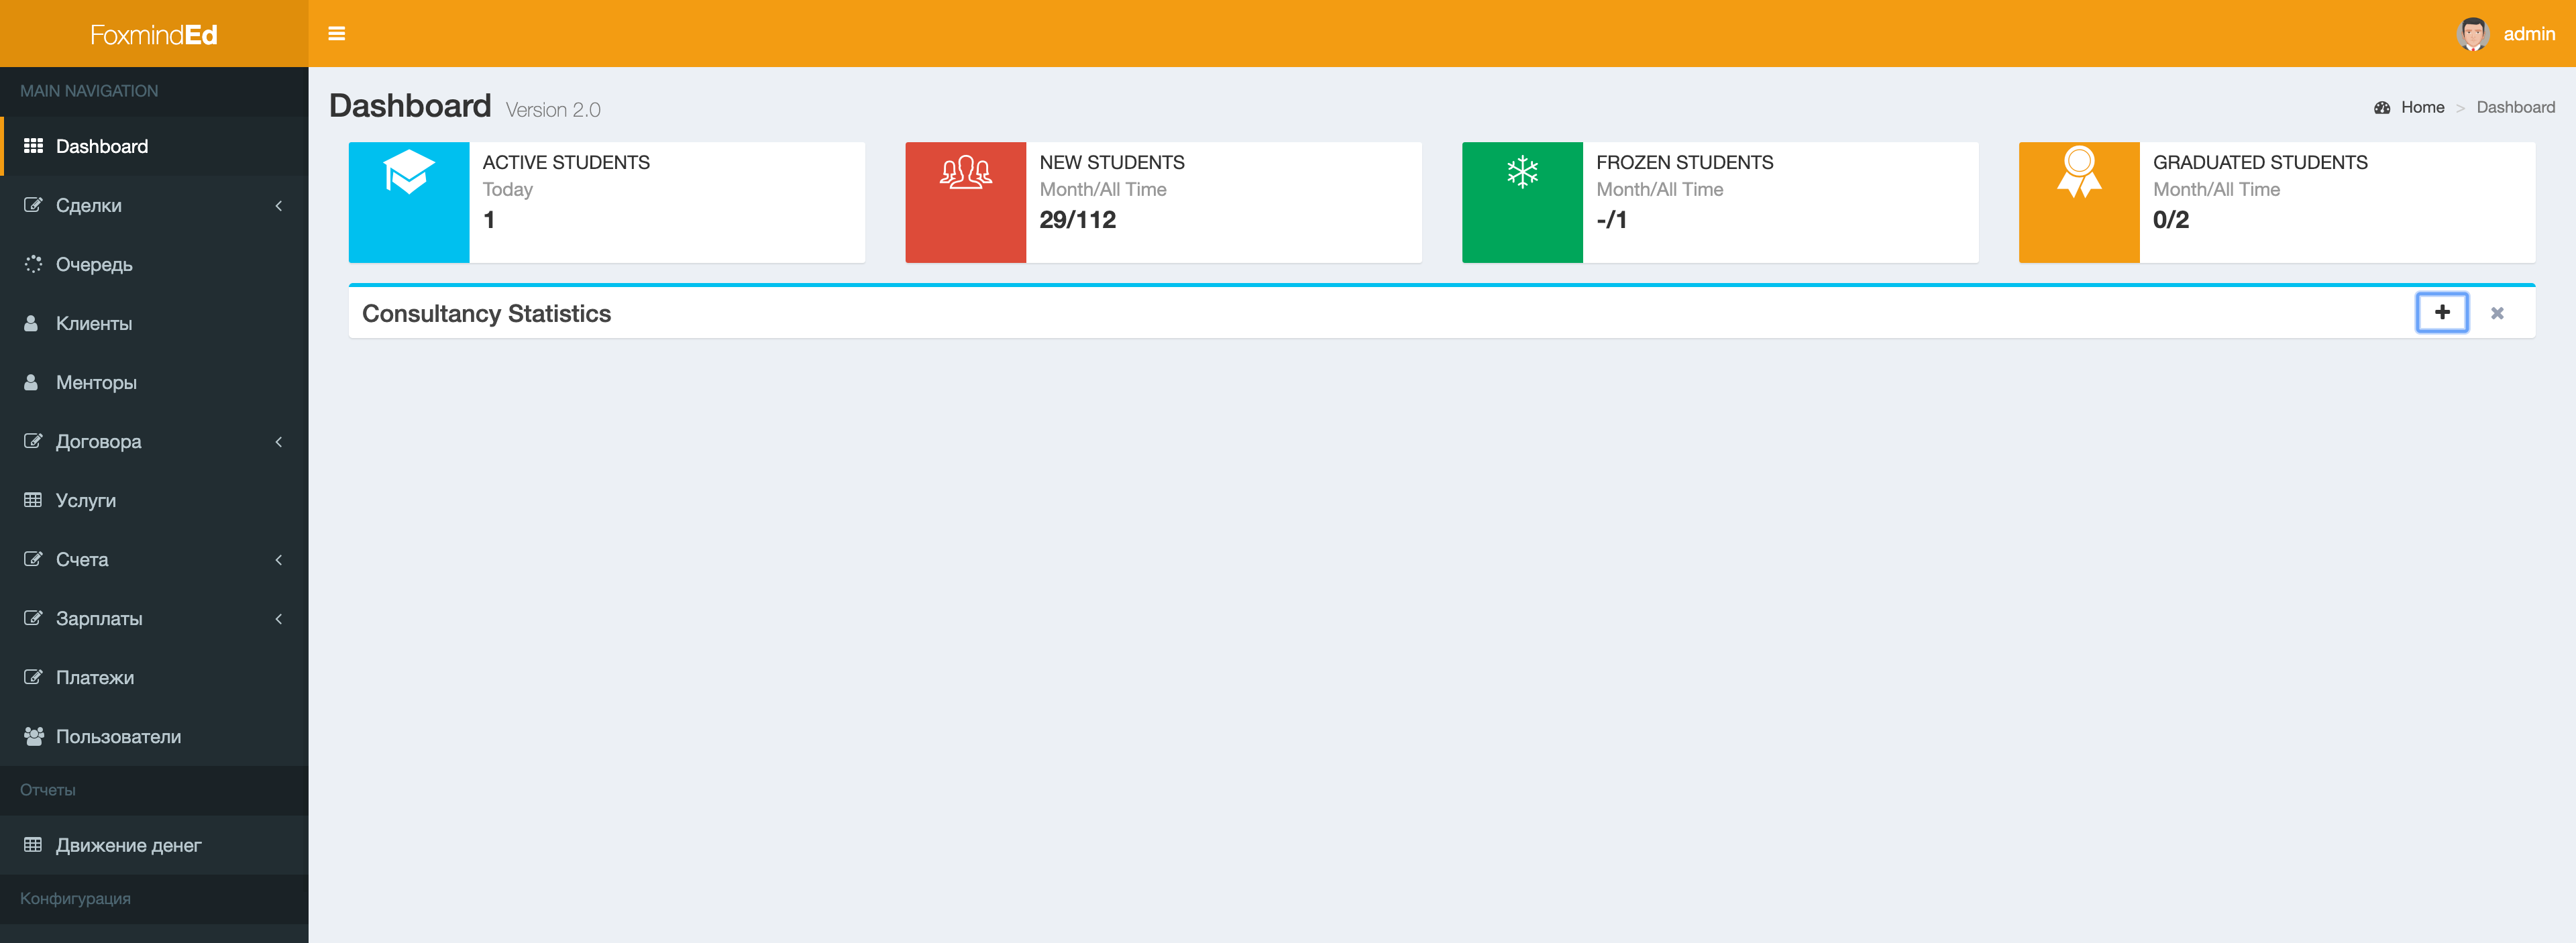 FoxmindEd
admin
MAIN NAVIGATION
Dashboard
Сделки
Очередь
Клиенты
Менторы
Договора
Услуги
Счета
Зарплаты
Платежи
Пользователи
Отчеты
Движение денег
Конфигурация
Dashboard Version 2.0
Home > Dashboard
ACTIVE STUDENTS
Today
1
NEW STUDENTS
Month/All Time
29/112
FROZEN STUDENTS
Month/All Time
-/1
GRADUATED STUDENTS
Month/All Time
0/2
Consultancy Statistics